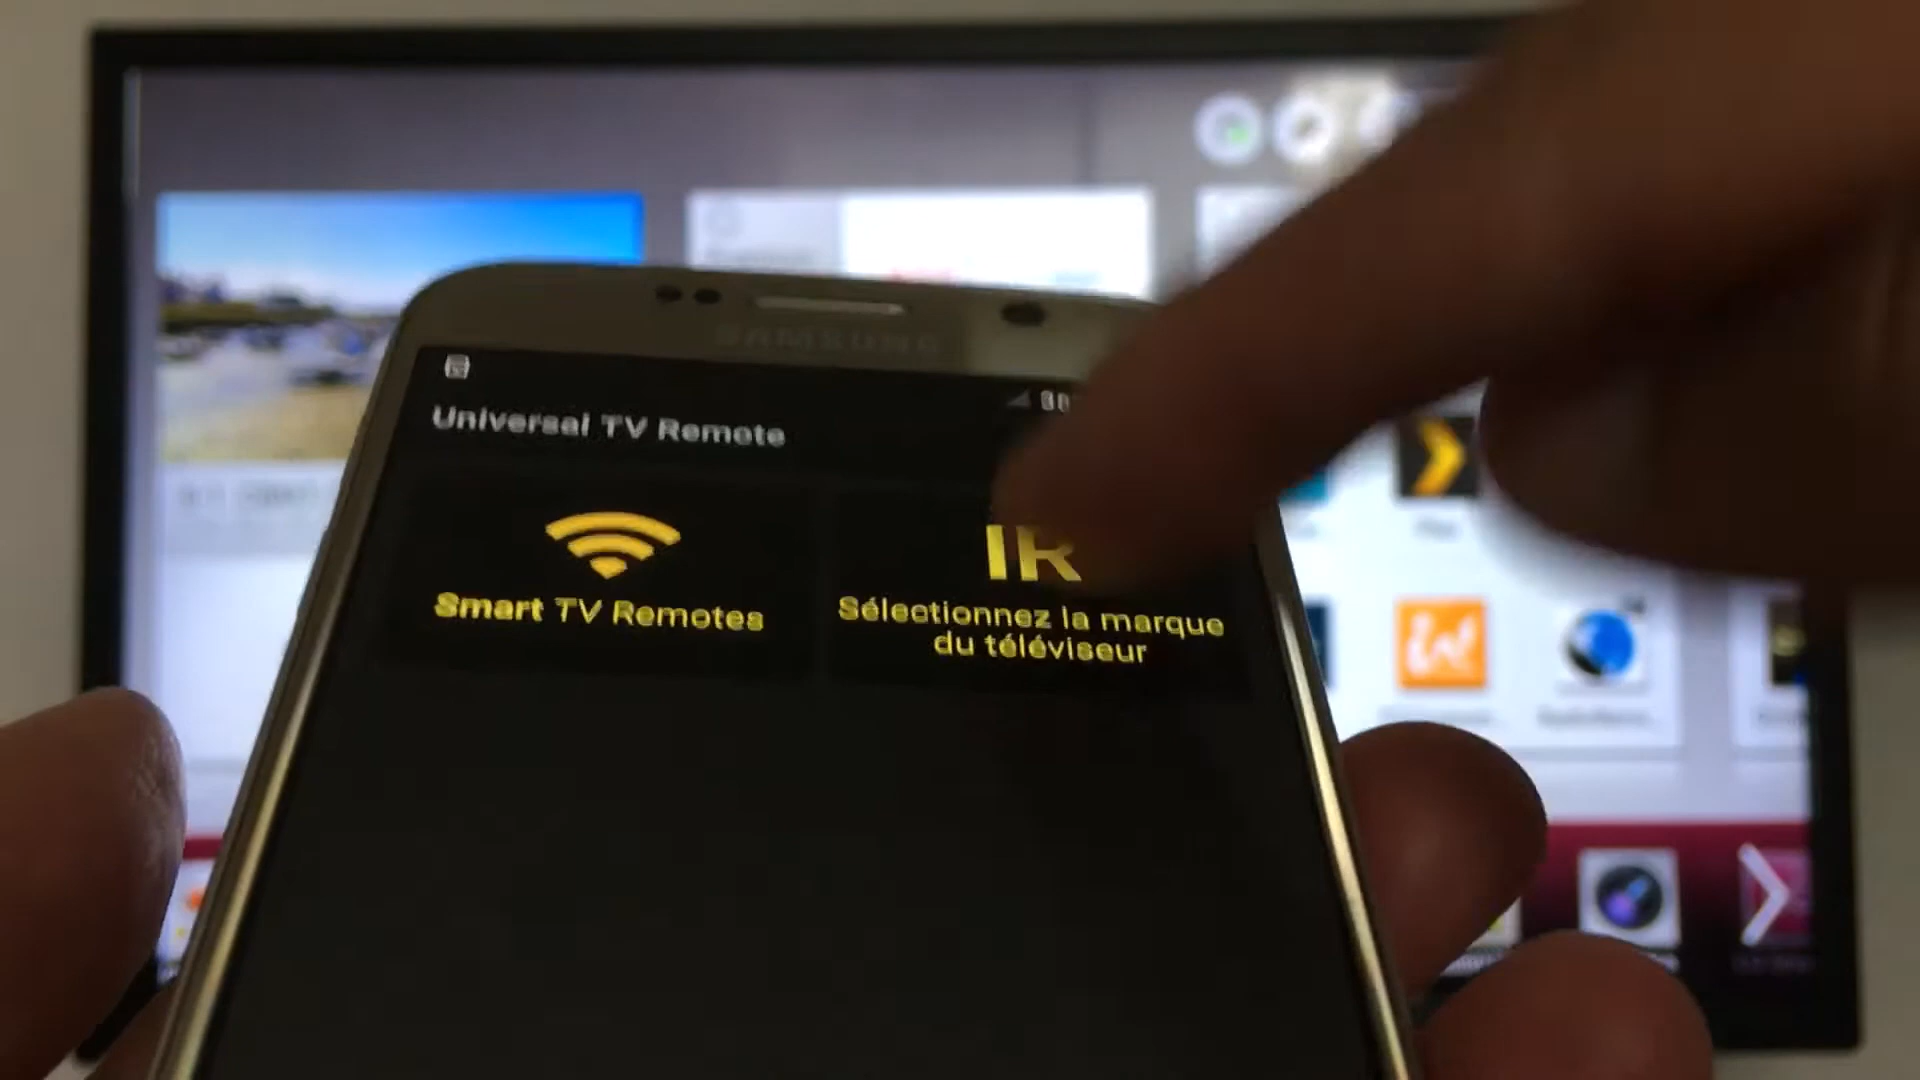 SAMSUNG
Universal TV Remote
IR
Smart TV Remotes
Sélectionnez la marque
du téléviseur